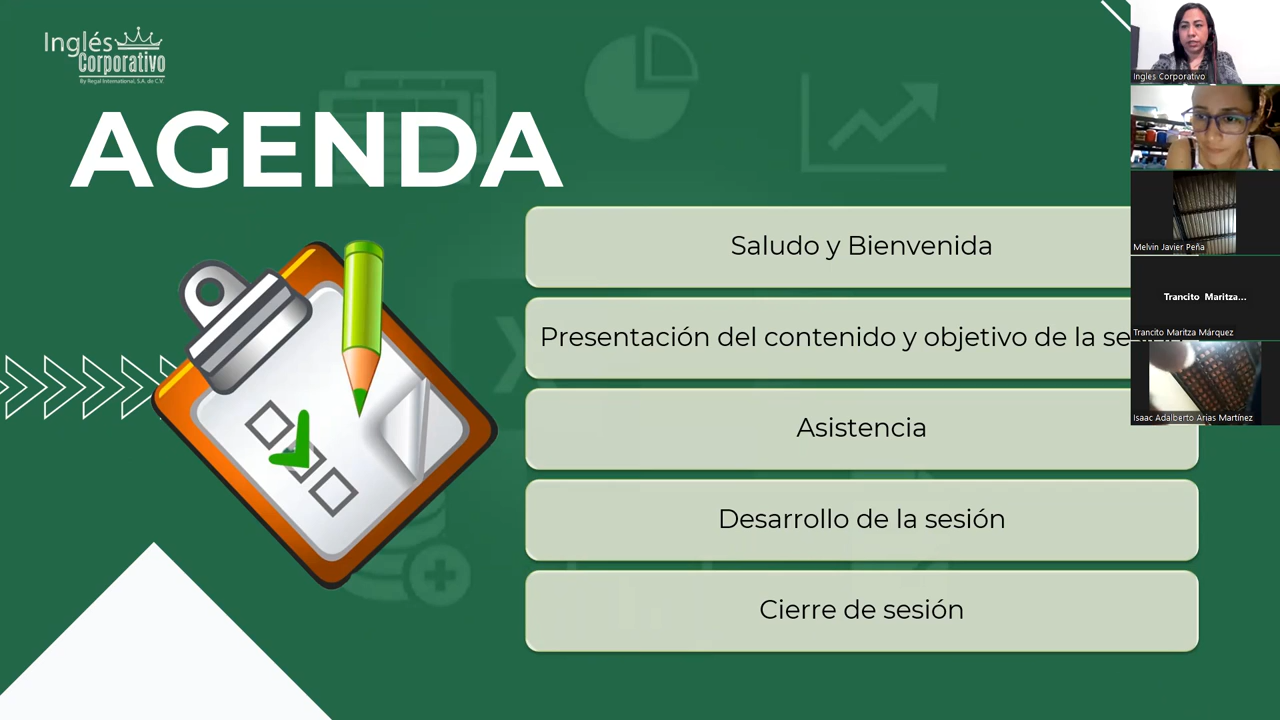 Inglés
Corporativo
By Regal International, S.A. de C.V.
AGENDA
Saludo y Bienvenida
Presentación del contenido y objetivo de la
Asistencia
Desarrollo de la sesión
Cierre de sesión
Ingles Corporativo
Melvin Javier Peña
Trancito Maritza...
Trancito Maritza Márquez
Isaac Adalberto Arias Martínez